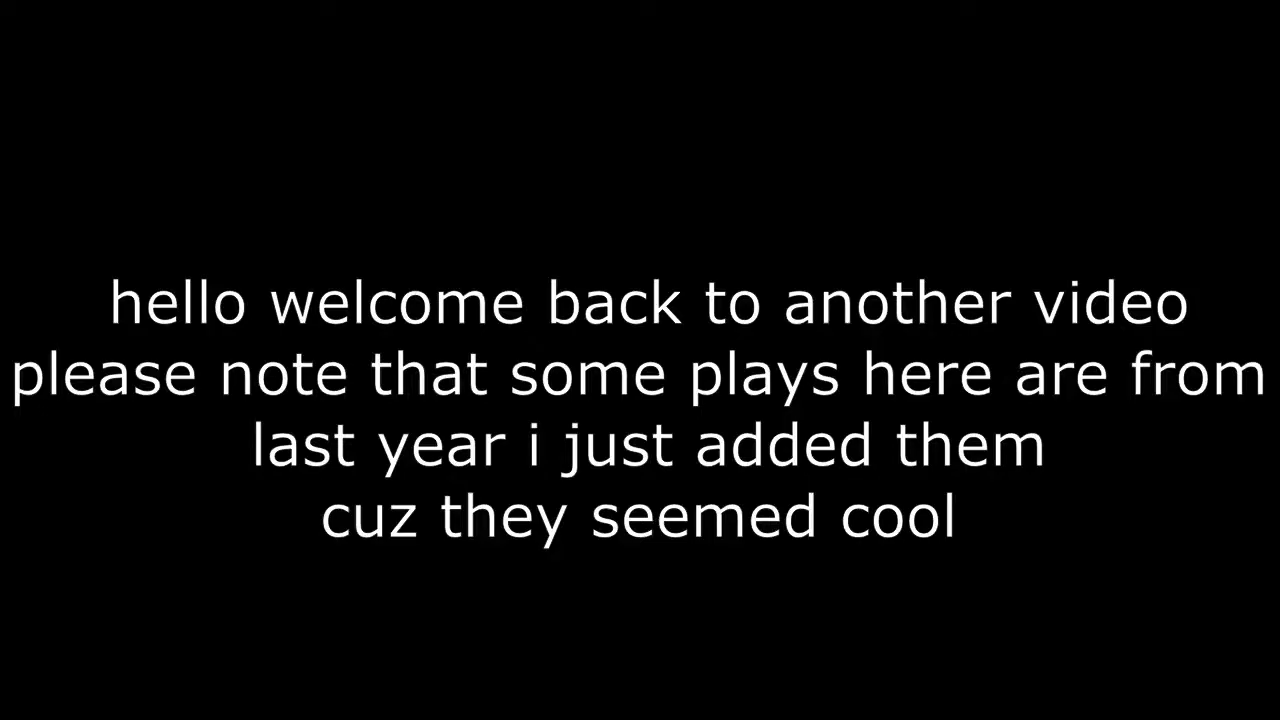 hello welcome back to another video
please note that some plays here are from
last year i just added them
cuz they seemed cool